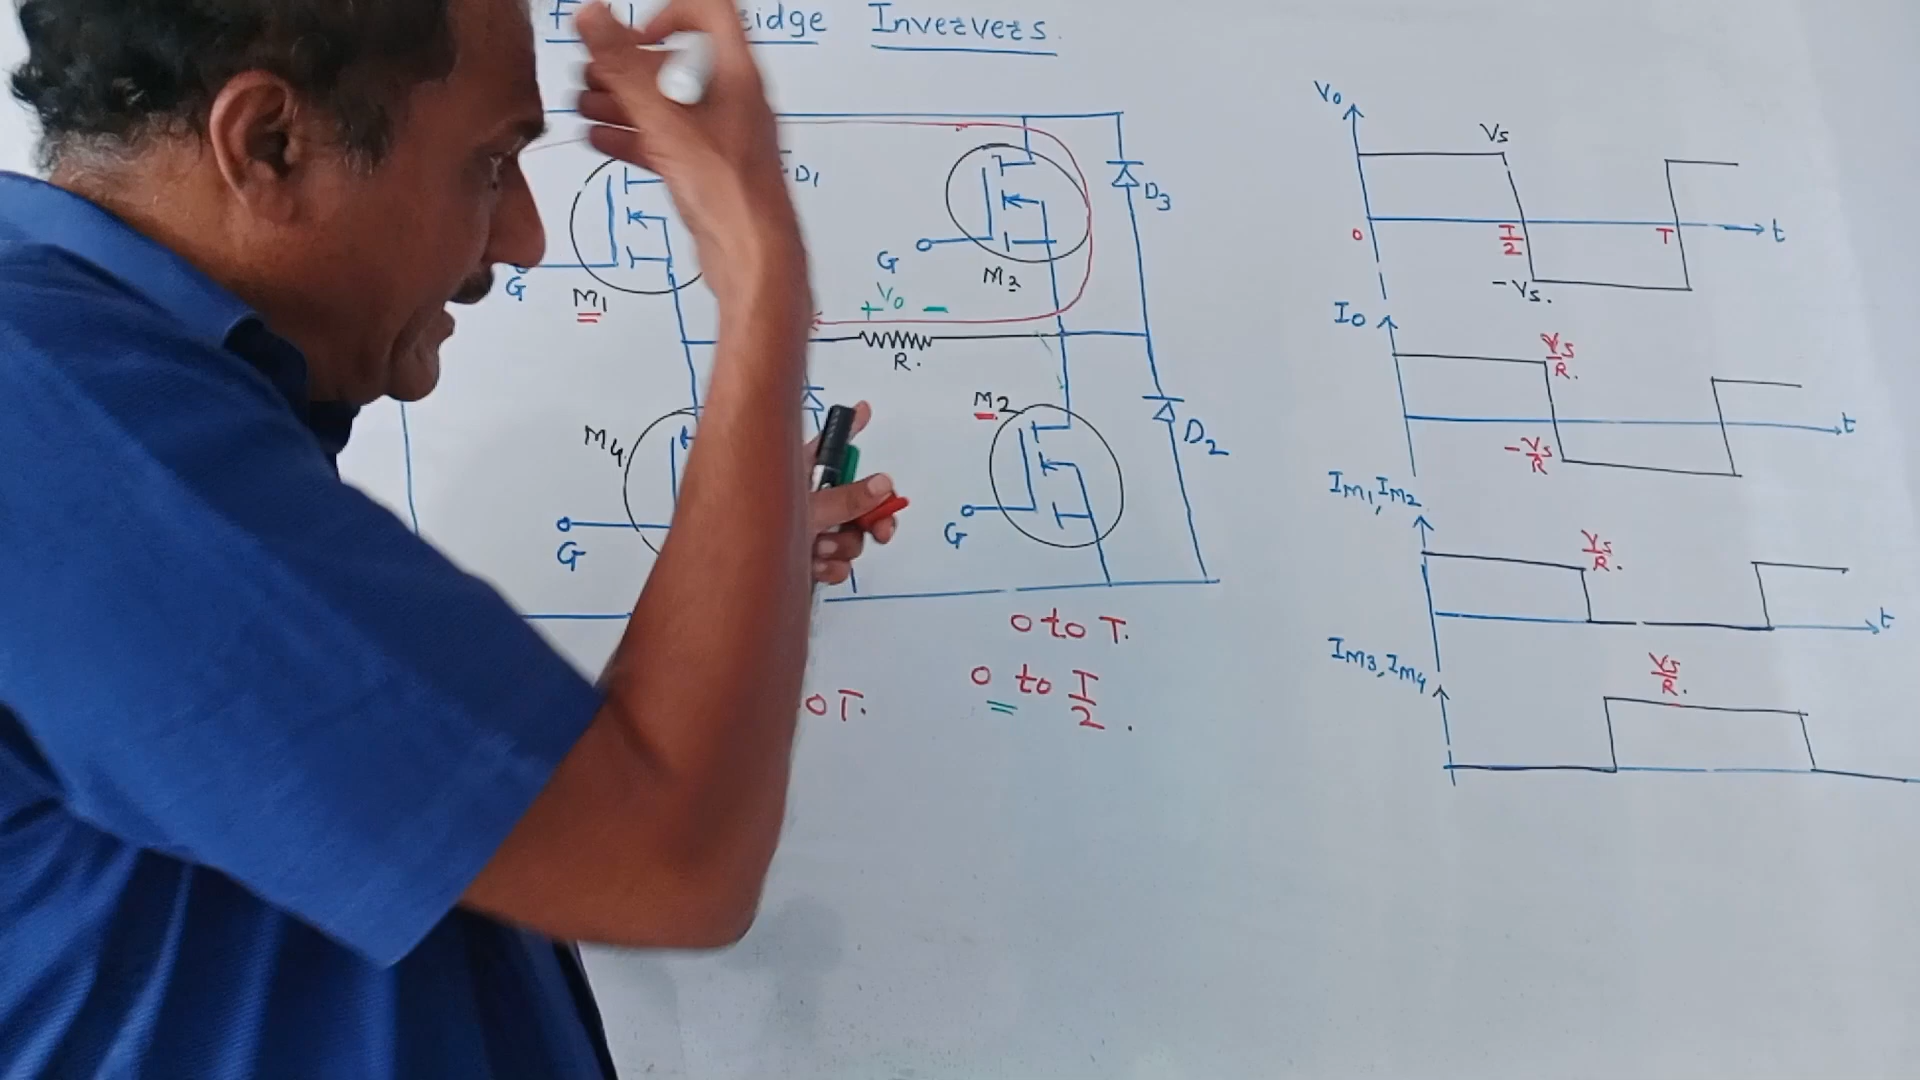 Inverters.
D1
D3
G
M1
G
M3
+ Vo −
R.
M4
G
M2
G
D2
0 to T.
0 to T/2.
0T.
Vo
Vs
0
T/2
T
t
-Vs.
Io
Vs/R.
-Vs/R
t
IM1, IM2
Vs/R.
t
IM3, IM4
Vs/R.